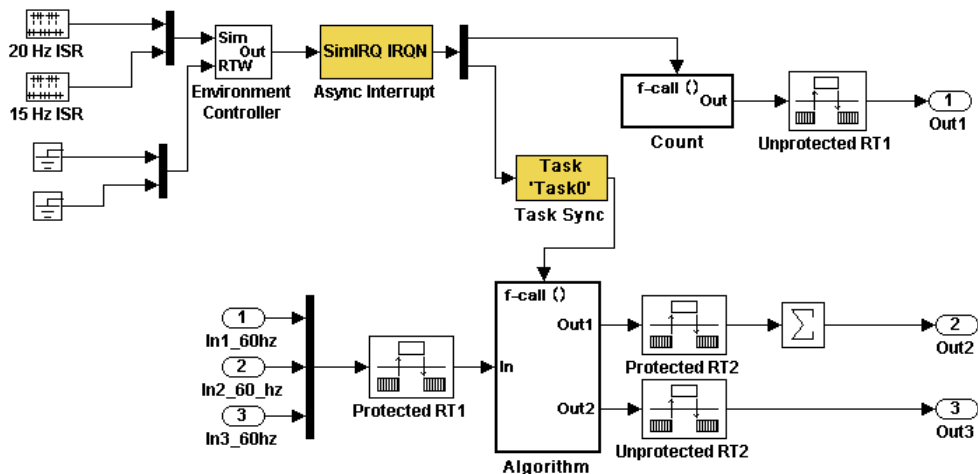 20 Hz ISR
15 Hz ISR
Sim
Out
RTW
Environment
Controller
SimIRQ IRQN
Async Interrupt
f-call ()
Out
Count
Unprotected RT1
1
Out1
Task
'Task0'
Task Sync
1
In1_60hz
2
In2_60_hz
3
In3_60hz
Protected RT1
f-call ()
In
Out1
Out2
Algorithm
Protected RT2
Σ
2
Out2
Unprotected RT2
3
Out3